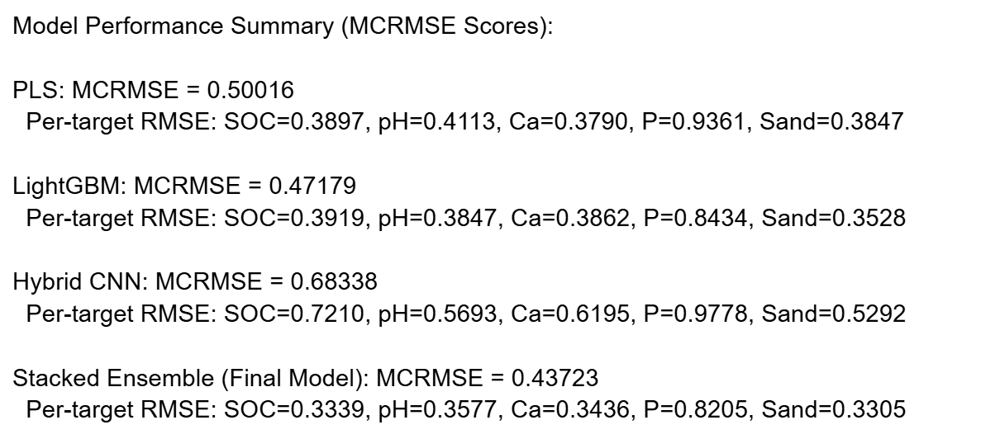 Model Performance Summary (MCRMSE Scores):
PLS: MCRMSE = 0.50016
Per-target RMSE: SOC=0.3897, pH=0.4113, Ca=0.3790, P=0.9361, Sand=0.3847
LightGBM: MCRMSE = 0.47179
Per-target RMSE: SOC=0.3919, pH=0.3847, Ca=0.3862, P=0.8434, Sand=0.3528
Hybrid CNN: MCRMSE = 0.68338
Per-target RMSE: SOC=0.7210, pH=0.5693, Ca=0.6195, P=0.9778, Sand=0.5292
Stacked Ensemble (Final Model): MCRMSE = 0.43723
Per-target RMSE: SOC=0.3339, pH=0.3577, Ca=0.3436, P=0.8205, Sand=0.3305